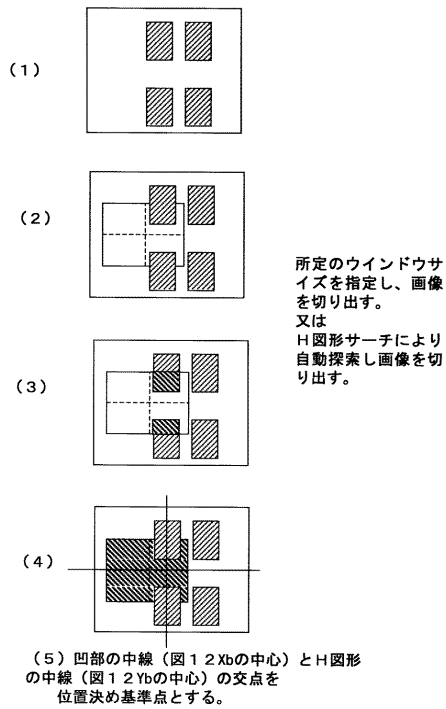 (1)
(2)
所定のウインドウサ
イズを指定し、画像
を切り出す。
又は
H図形サーチにより
自動探索し画像を切
り出す。
(3)
(4)
(5)凹部の中線(図12Xbの中心)とH図形
の中線(図12Ybの中心)の交点を
位置決め基準点とする。